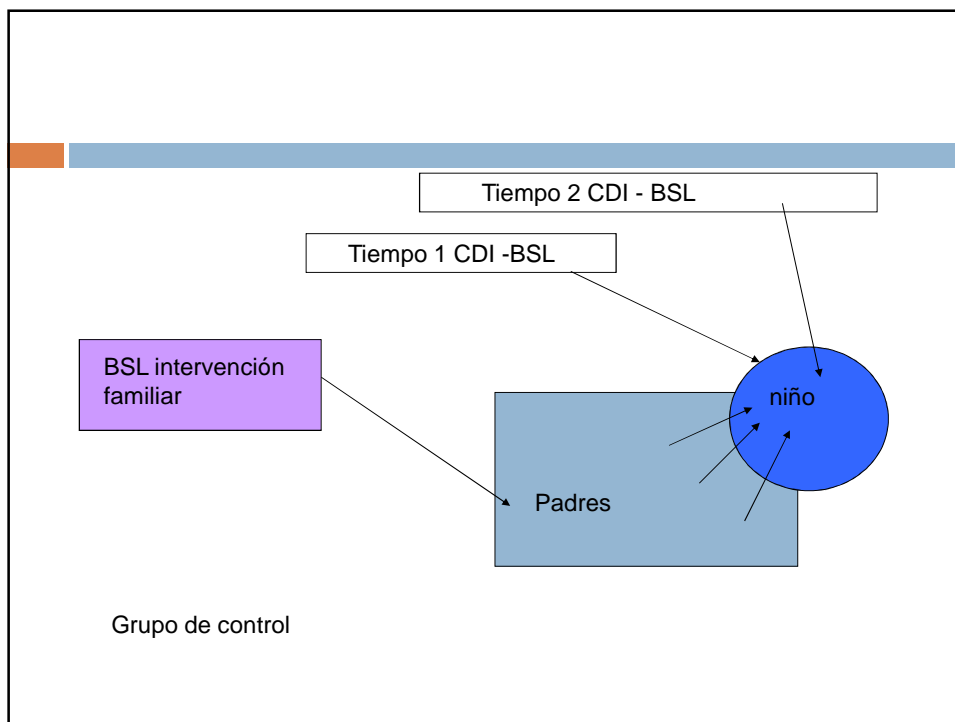 Tiempo 2 CDI - BSL
Tiempo 1 CDI -BSL
BSL intervención
familiar
niño
Padres
Grupo de control